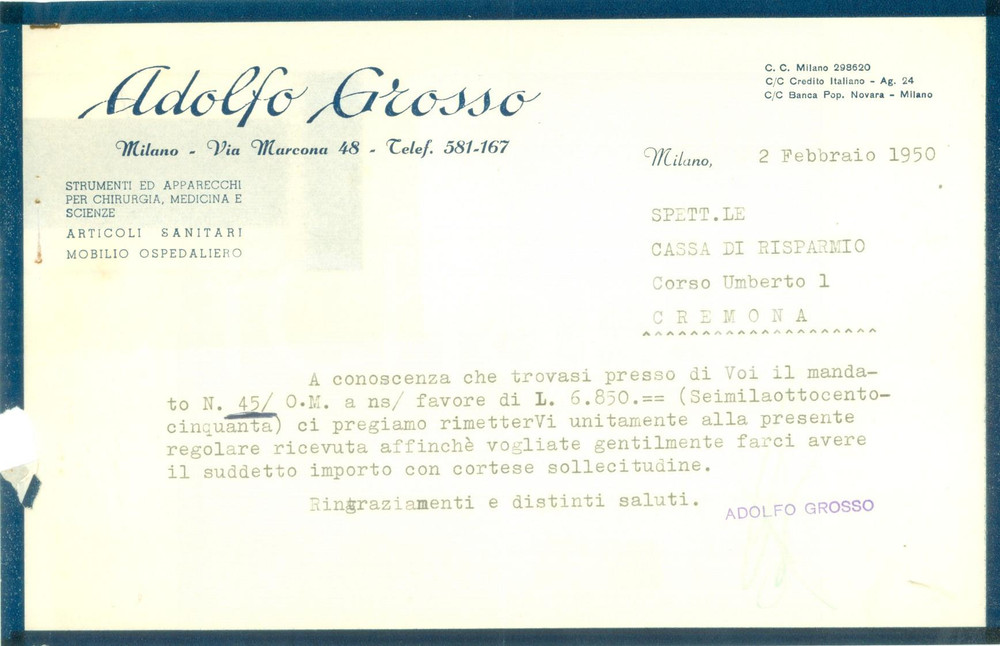 Adolfo Grosso
Milano - Via Marcona 48 - Telef. 581-167
STRUMENTI ED APPARECCHI
PER CHIRURGIA, MEDICINA E
SCIENZE
ARTICOLI SANITARI
MOBILIO OSPEDALIERO
C. C. Milano 298620
C/C Credito Italiano - Ag. 24
C/C Banca Pop. Novara - Milano
Milano, 2 Febbraio 1950
SPETT.LE
CASSA DI RISPARMIO
Corso Umberto 1
CREMONA
A conoscenza che trovasi presso di Voi il manda-
to N. 45/ O.M. a ns/ favore di L. 6.850.== (Seimilaottocento-
cinquanta) ci pregiamo rimetterVi unitamente alla presente
regolare ricevuta affinchè vogliate gentilmente farci avere
il suddetto importo con cortese sollecitudine.
Ringraziamenti e distinti saluti.
ADOLFO GROSSO